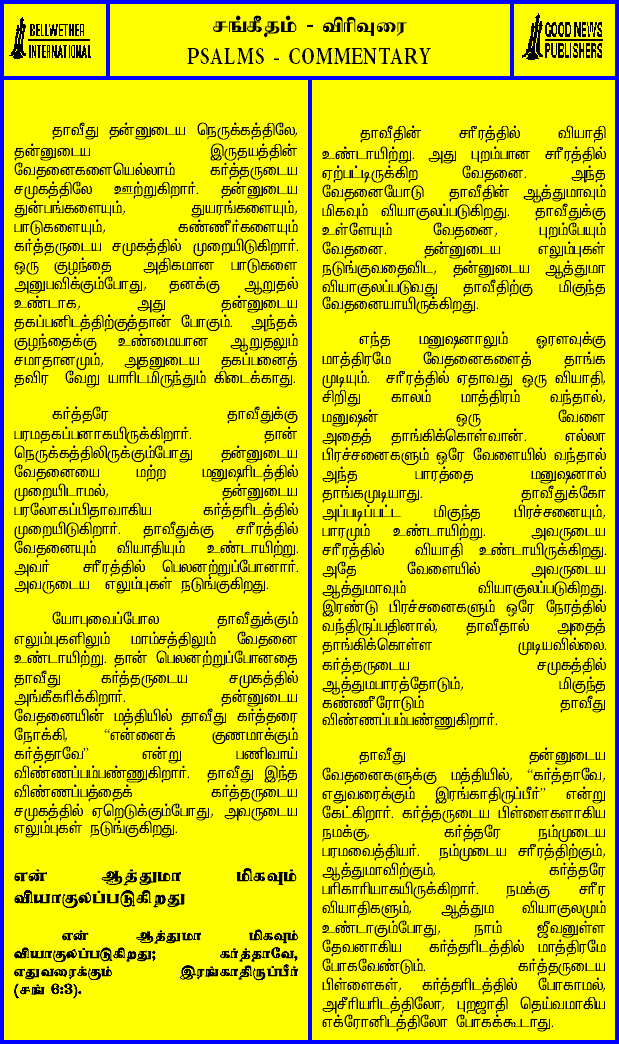 BELLWETHER
INTERNATIONAL
சங்கீதம் - விரிவுரை
PSALMS - COMMENTARY
GOOD NEWS
PUBLISHERS
தாவீது தன்னுடைய நெருக்கத்திலே,
தன்னுடைய இருதயத்தின்
வேதனைகளையெல்லாம் கர்த்தருடைய
சமுகத்திலே ஊற்றுகிறார். தன்னுடைய
துன்பங்களையும், துயரங்களையும்,
பாடுகளையும், கண்ணீர்களையும்
கர்த்தருடைய சமுகத்தில் முறையிடுகிறார்.
ஒரு குழந்தை அதிகமான பாடுகளை
அனுபவிக்கும்போது, தனக்கு ஆறுதல்
உண்டாக, அது தன்னுடைய
தகப்பனிடத்திற்குத்தான் போகும். அந்தக்
குழந்தைக்கு உண்மையான ஆறுதலும்
சமாதானமும், அதனுடைய தகப்பனைத்
தவிர வேறு யாரிடமிருந்தும் கிடைக்காது.
கர்த்தரே தாவீதுக்கு
பரமதகப்பனாகயிருக்கிறார். தான்
நெருக்கத்திலிருக்கும்போது தன்னுடைய
வேதனையை மற்ற மனுஷரிடத்தில்
முறையிடாமல், தன்னுடைய
பரலோகப்பிதாவாகிய கர்த்தரிடத்தில்
முறையிடுகிறார். தாவீதுக்கு சரீரத்தில்
வேதனையும் வியாதியும் உண்டாயிற்று.
அவர் சரீரத்தில் பெலனற்றுப்போனார்.
அவருடைய எலும்புகள் நடுங்குகிறது.
யோபுவைப்போல தாவீதுக்கும்
எலும்புகளிலும் மாம்சத்திலும் வேதனை
உண்டாயிற்று. தான் பெலனற்றுப்போனதை
தாவீது கர்த்தருடைய சமுகத்தில்
அங்கீகரிக்கிறார். தன்னுடைய
வேதனையின் மத்தியில் தாவீது கர்த்தரை
நோக்கி, “என்னைக் குணமாக்கும்
கர்த்தாவே” என்று பணிவாய்
விண்ணப்பம்பண்ணுகிறார். தாவீது இந்த
விண்ணப்பத்தைக் கர்த்தருடைய
சமுகத்தில் ஏறெடுக்கும்போது, அவருடைய
எலும்புகள் நடுங்குகிறது.
என் ஆத்துமா மிகவும்
வியாகுலப்படுகிறது
என் ஆத்துமா மிகவும்
வியாகுலப்படுகிறது; கர்த்தாவே,
எதுவரைக்கும் இரங்காதிருப்பீர்
(சங் 6:3).
தாவீதின் சரீரத்தில் வியாதி
உண்டாயிற்று. அது புறம்பான சரீரத்தில்
ஏற்பட்டிருக்கிற வேதனை. அந்த
வேதனையோடு தாவீதின் ஆத்துமாவும்
மிகவும் வியாகுலப்படுகிறது. தாவீதுக்கு
உள்ளேயும் வேதனை, புறம்பேயும்
வேதனை. தன்னுடைய எலும்புகள்
நடுங்குவதைவிட, தன்னுடைய ஆத்துமா
வியாகுலப்படுவது தாவீதிற்கு மிகுந்த
வேதனையாயிருக்கிறது.
எந்த மனுஷனாலும் ஓரளவுக்கு
மாத்திரமே வேதனைகளைத் தாங்க
முடியும். சரீரத்தில் ஏதாவது ஒரு வியாதி,
சிறிது காலம் மாத்திரம் வந்தால்,
மனுஷன் ஒரு வேளை
அதைத் தாங்கிக்கொள்வான். எல்லா
பிரச்சனைகளும் ஒரே வேளையில் வந்தால்
அந்த பாரத்தை மனுஷனால்
தாங்கமுடியாது. தாவீதுக்கோ
அப்படிப்பட்ட மிகுந்த பிரச்சனையும்,
பாரமும் உண்டாயிற்று. அவருடைய
சரீரத்தில் வியாதி உண்டாயிருக்கிறது.
அதே வேளையில் அவருடைய
ஆத்துமாவும் வியாகுலப்படுகிறது.
இரண்டு பிரச்சனைகளும் ஒரே நேரத்தில்
வந்திருப்பதினால், தாவீதால் அதைத்
தாங்கிக்கொள்ள முடியவில்லை.
கர்த்தருடைய சமுகத்தில்
ஆத்துமபாரத்தோடும், மிகுந்த
கண்ணீரோடும் தாவீது
விண்ணப்பம்பண்ணுகிறார்.
தாவீது தன்னுடைய
வேதனைகளுக்கு மத்தியில், “கர்த்தாவே,
எதுவரைக்கும் இரங்காதிருப்பீர்” என்று
கேட்கிறார். கர்த்தருடைய பிள்ளைகளாகிய
நமக்கு, கர்த்தரே நம்முடைய
பரமவைத்தியர். நம்முடைய சரீரத்திற்கும்,
ஆத்துமாவிற்கும், கர்த்தரே
பரிகாரியாகயிருக்கிறார். நமக்கு சரீர
வியாதிகளும், ஆத்தும வியாகுலமும்
உண்டாகும்போது, நாம் ஜீவனுள்ள
தேவனாகிய கர்த்தரிடத்தில் மாத்திரமே
போகவேண்டும். கர்த்தருடைய
பிள்ளைகள், கர்த்தரிடத்தில் போகாமல்,
அசீரியரிடத்திலோ, புறஜாதி தெய்வமாகிய
எக்ரோனிடத்திலோ போகக்கூடாது.